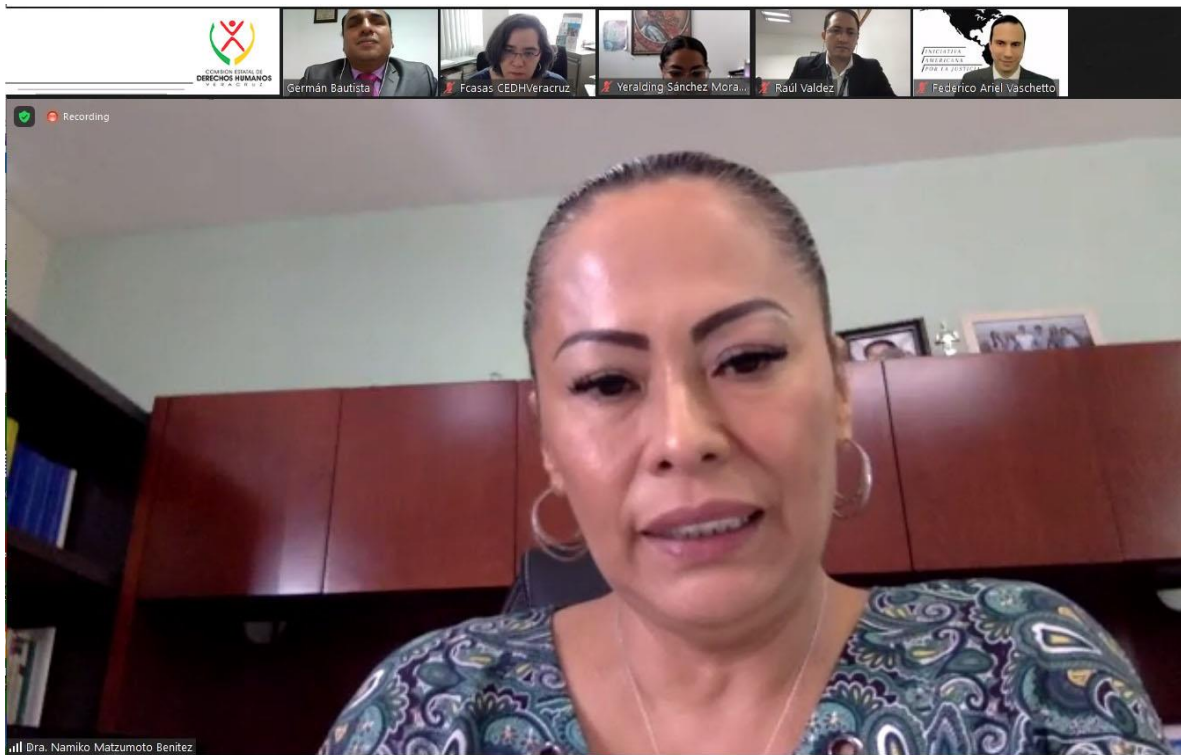 COMISIÓN ESTATAL DE
DERECHOS HUMANOS
VERACRUZ
Germán Bautista
Fcasas CEDHVeracruz
Yeralding Sánchez Mora...
Raúl Valdez
INICIATIVA
AMERICANA
POR LA JUSTICIA
Federico Ariel Vaschetto
Recording
Dra. Namiko Matzumoto Benitez